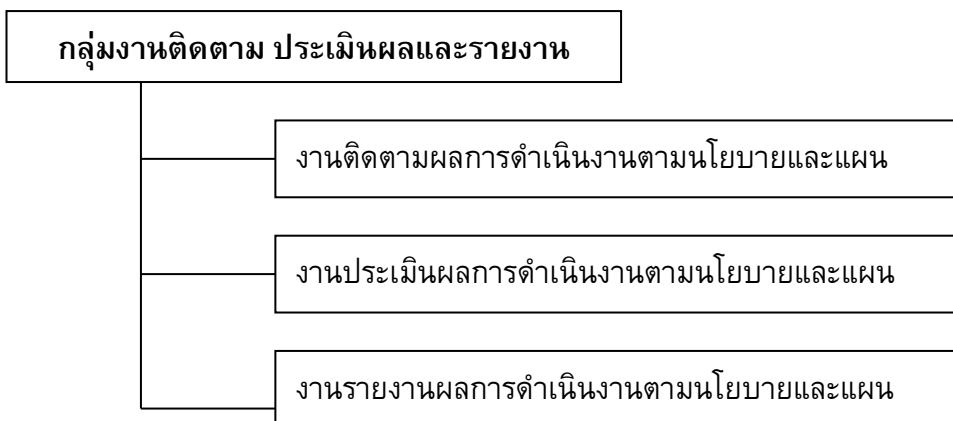 กลุ่มงานติดตาม ประเมินผลและรายงาน
งานติดตามผลการดำเนินงานตามนโยบายและแผน
งานประเมินผลการดำเนินงานตามนโยบายและแผน
งานรายงานผลการดำเนินงานตามนโยบายและแผน